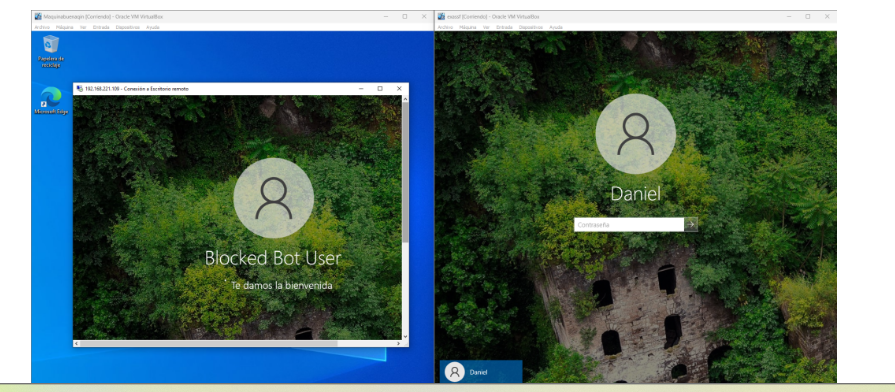 Maquinabuenagn [Corriendo] - Oracle VM VirtualBox
Archivo Máquina Ver Entrada Dispositivos Ayuda
Papelera de
reciclaje
Microsoft Edge
192.168.221.100 - Conexión a Escritorio remoto
Blocked Bot User
Te damos la bienvenida
[Corriendo] - Oracle VM VirtualBox
Archivo Máquina Ver Entrada Dispositivos Ayuda
Daniel
Contraseña
Daniel